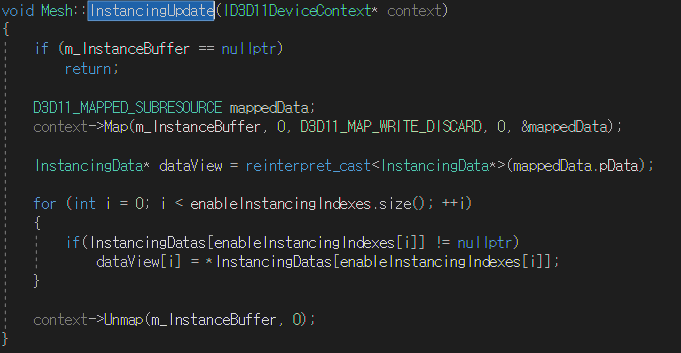 void Mesh::InstancingUpdate(ID3D11DeviceContext* context)
{
    if (m_InstanceBuffer == nullptr)
        return;

    D3D11_MAPPED_SUBRESOURCE mappedData;
    context->Map(m_InstanceBuffer, 0, D3D11_MAP_WRITE_DISCARD, 0, &mappedData);

    InstancingData* dataView = reinterpret_cast<InstancingData*>(mappedData.pData);

    for (int i = 0; i < enableInstancingIndexes.size(); ++i)
    {
        if(InstancingDatas[enableInstancingIndexes[i]] != nullptr)
            dataView[i] = *InstancingDatas[enableInstancingIndexes[i]];
    }

    context->Unmap(m_InstanceBuffer, 0);
}